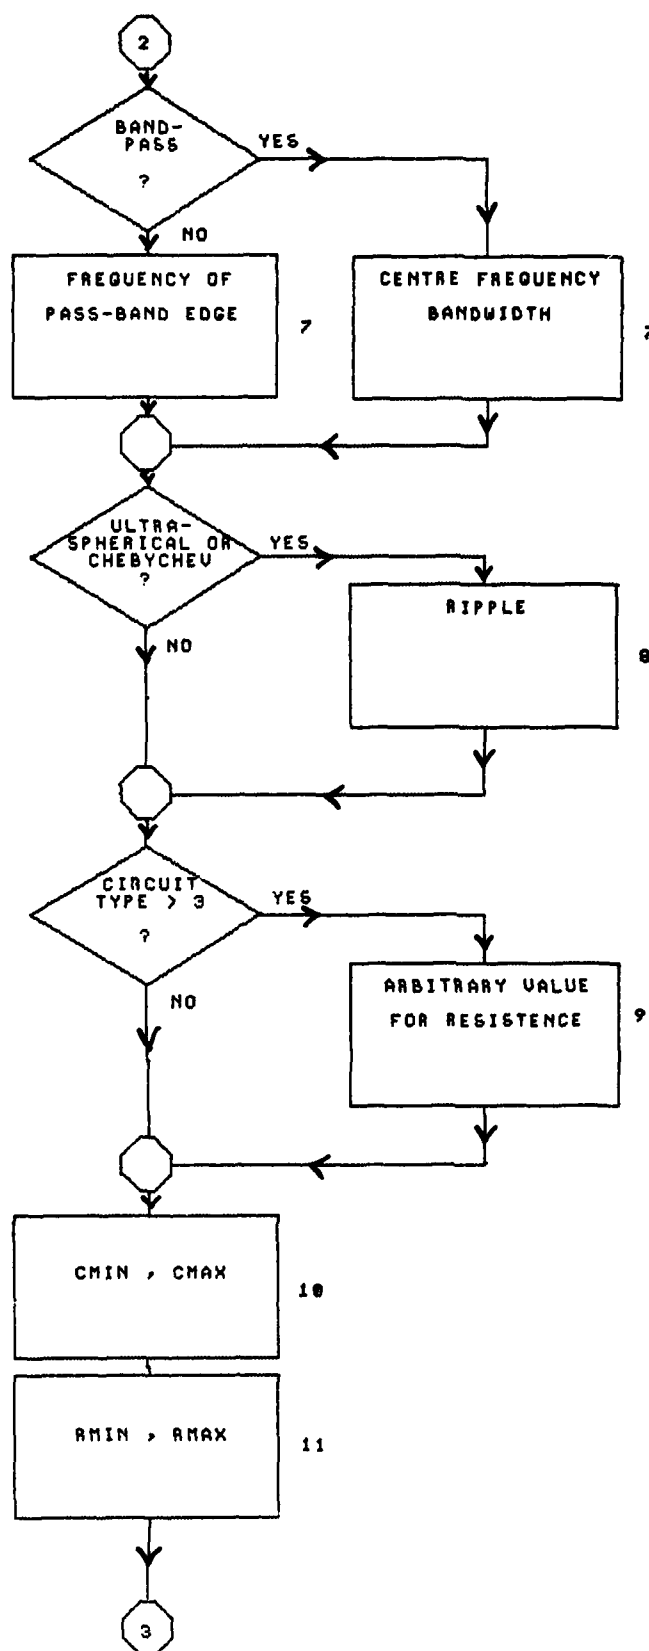 2
BAND-
PASS
?
YES
NO
FREQUENCY OF
PASS-BAND EDGE
7
CENTRE FREQUENCY
BANDWIDTH
7
ULTRA-
SPHERICAL OR
CHEBYCHEV
?
YES
NO
RIPPLE
8
CIRCUIT
TYPE > 3
?
YES
NO
ARBITRARY VALUE
FOR RESISTENCE
9
CMIN , CMAX
10
RMIN , RMAX
11
3